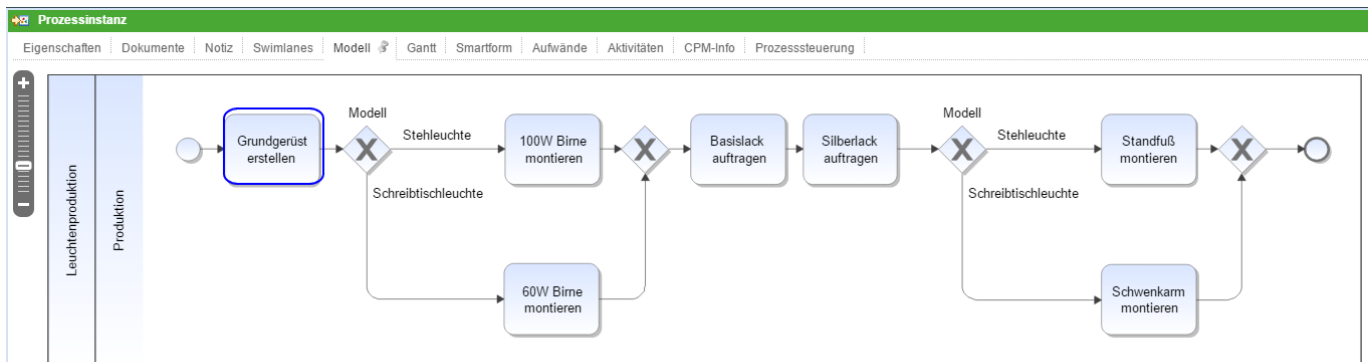 Prozessinstanz
Eigenschaften Dokumente Notiz Swimlanes Modell Gantt Smartform Aufwände Aktivitäten CPM-Info Prozesssteuerung
Leuchtenproduktion
Produktion
Grundgerüst
erstellen
Modell
Stehleuchte
Schreibtischleuchte
100W Birne
montieren
60W Birne
montieren
Basislack
auftragen
Silberlack
auftragen
Modell
Stehleuchte
Schreibtischleuchte
Standfuß
montieren
Schwenkarm
montieren